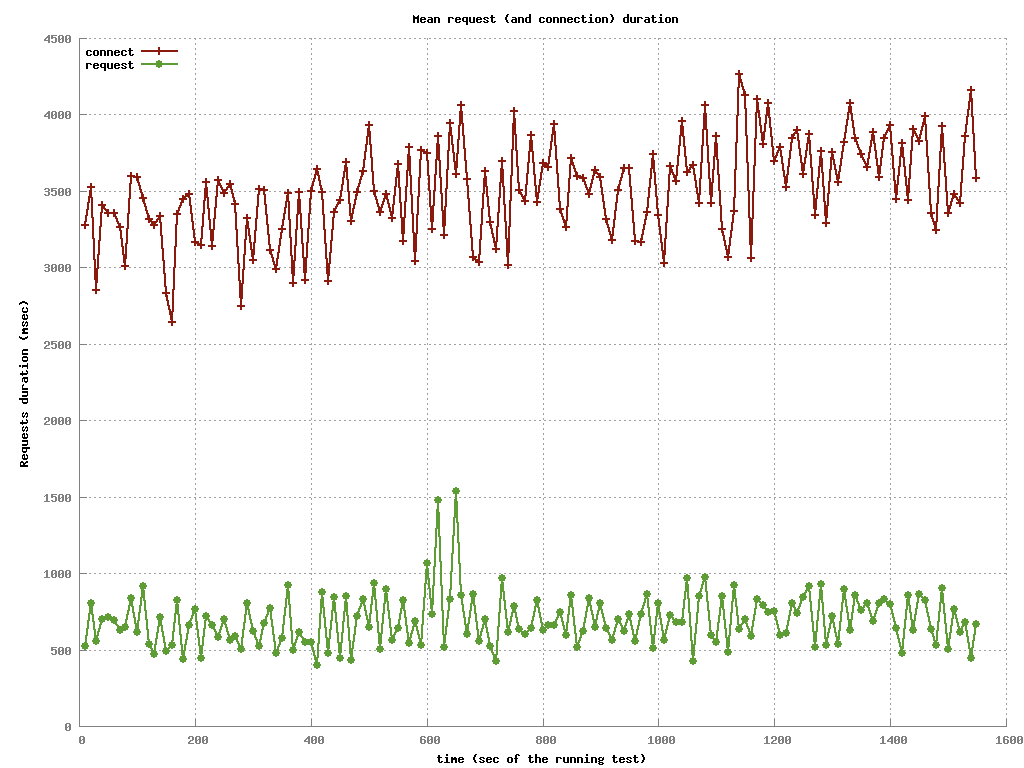 Mean request (and connection) duration
4500
connect
request
4000
3500
3000
2500
2000
1500
1000
500
0
Requests duration (msec)
0 200 400 600 800 1000 1200 1400 1600
time (sec of the running test)